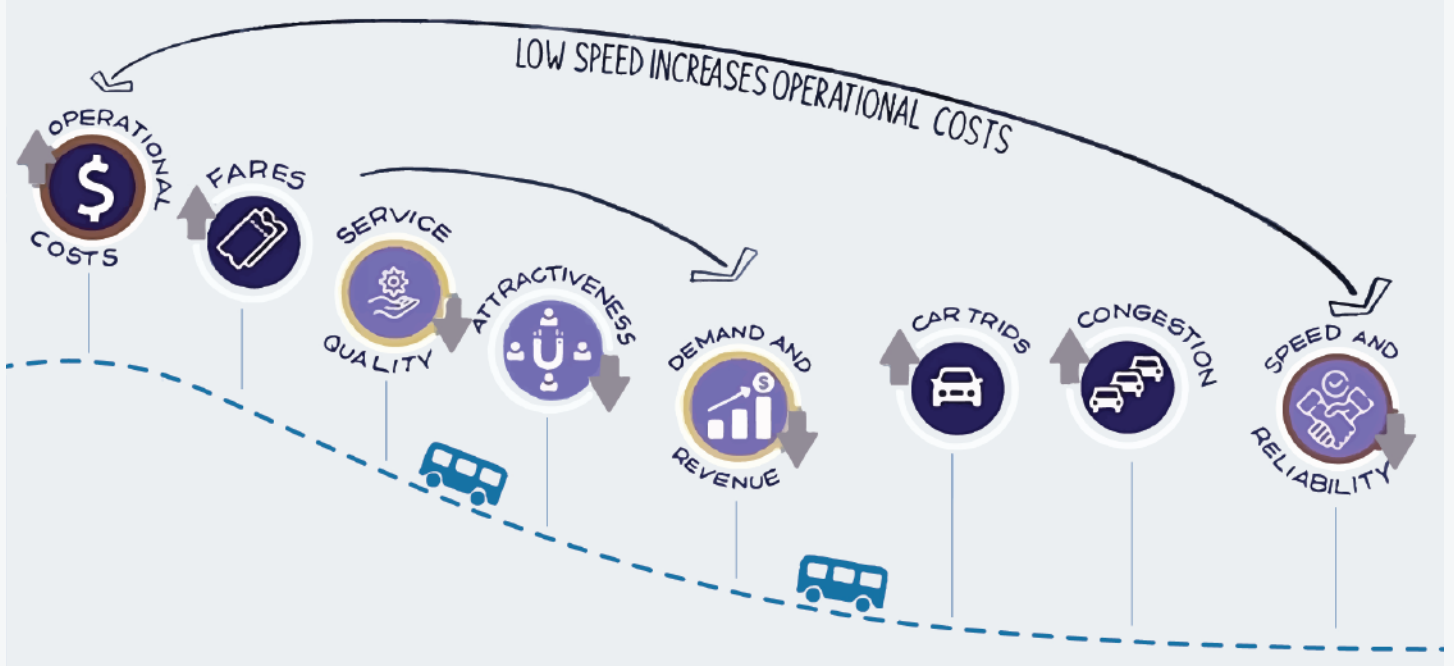 LOW SPEED INCREASES OPERATIONAL COSTS
OPERATIONAL
$
COSTS
FARES
SERVICE
QUALITY
ATTRACTIVENESS
DEMAND AND
$
REVENUE
CAR TRIPS
CONGESTION
SPEED AND
RELIABILITY